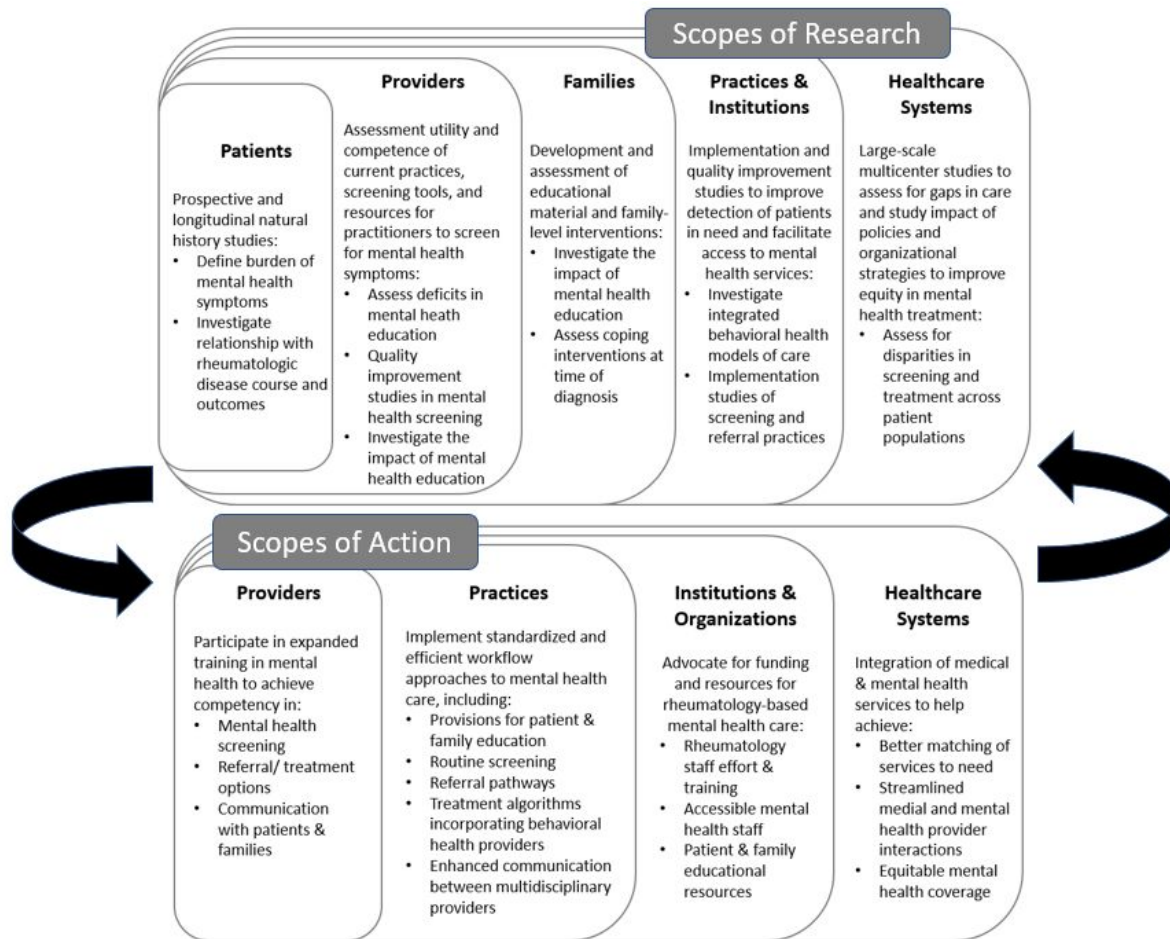 Scopes of Research
Patients
Prospective and
longitudinal natural
history studies:
• Define burden of
mental health
symptoms
• Investigate
relationship with
rheumatologic
disease course and
outcomes
Providers
Assessment utility and
competence of
current practices,
screening tools, and
resources for
practitioners to screen
for mental health
symptoms:
• Assess deficits in
mental heath
education
• Quality
improvement
studies in mental
health screening
• Investigate the
impact of mental
health education
Families
Development and
assessment of
educational
material and family-
level interventions:
• Investigate the
impact of
mental health
education
• Assess coping
interventions at
time of
diagnosis
Practices &
Institutions
Implementation and
quality improvement
studies to improve
detection of patients
in need and facilitate
access to mental
health services:
• Investigate
integrated
behavioral health
models of care
• Implementation
studies of
screening and
referral practices
Healthcare
Systems
Large-scale
multicenter studies to
assess for gaps in care
and study impact of
policies and
organizational
strategies to improve
equity in mental
health treatment:
• Assess for
disparities in
screening and
treatment across
patient
populations
Scopes of Action
Providers
Participate in expanded
training in mental
health to achieve
competency in:
• Mental health
screening
• Referral/ treatment
options
• Communication
with patients &
families
Practices
Implement standardized and
efficient workflow
approaches to mental health
care, including:
• Provisions for patient &
family education
• Routine screening
• Referral pathways
• Treatment algorithms
incorporating behavioral
health providers
• Enhanced communication
between multidisciplinary
providers
Institutions &
Organizations
Advocate for funding
and resources for
rheumatology-based
mental health care:
• Rheumatology
staff effort &
training
• Accessible mental
health staff
• Patient & family
educational
resources
Healthcare
Systems
Integration of medical
& mental health
services to help
achieve:
• Better matching of
services to need
• Streamlined
medial and mental
health provider
interactions
• Equitable mental
health coverage